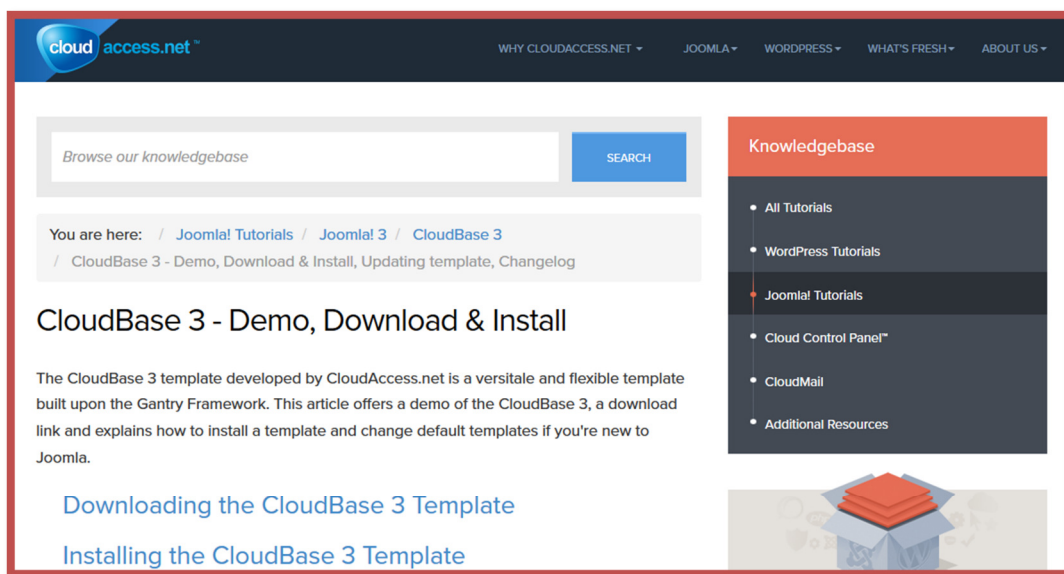 cloud access.net ™
WHY CLOUDACCESS.NET JOOMLA WORDPRESS WHAT'S FRESH ABOUT US
Browse our knowledgebase
SEARCH
You are here: / Joomla! Tutorials / Joomla! 3 / CloudBase 3
/ CloudBase 3 - Demo, Download & Install, Updating template, Changelog
CloudBase 3 - Demo, Download & Install
The CloudBase 3 template developed by CloudAccess.net is a versitale and flexible template
built upon the Gantry Framework. This article offers a demo of the CloudBase 3, a download
link and explains how to install a template and change default templates if you're new to
Joomla.
Downloading the CloudBase 3 Template
Installing the CloudBase 3 Template
Knowledgebase
All Tutorials
WordPress Tutorials
Joomla! Tutorials
Cloud Control Panel™
CloudMail
Additional Resources